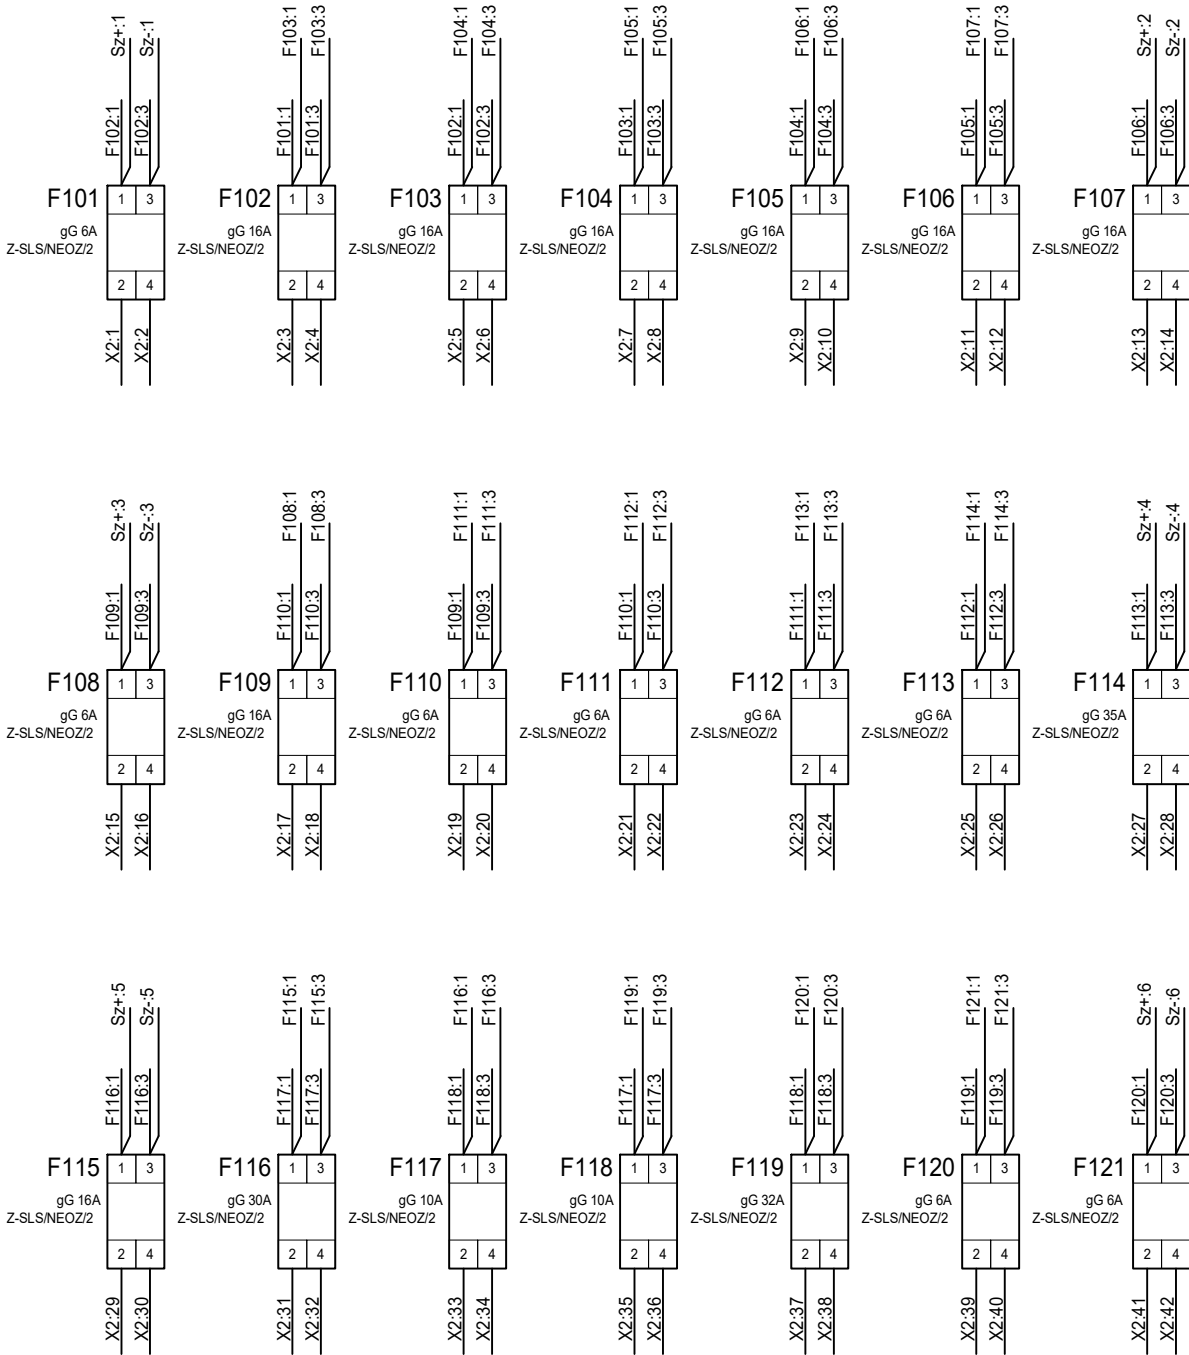 Sz+:1 Sz-:1 F103:1 F103:3 F104:1 F104:3 F105:1 F105:3 F106:1 F106:3 F107:1 F107:3 Sz+:2 Sz-:2
F102:1 F102:3 F101:1 F101:3 F102:1 F102:3 F103:1 F103:3 F104:1 F104:3 F105:1 F105:3 F106:1 F106:3
F101 1 3 F102 1 3 F103 1 3 F104 1 3 F105 1 3 F106 1 3 F107 1 3
gG 6A gG 16A gG 16A gG 16A gG 16A gG 16A gG 16A
Z-SLS/NEOZ/2 Z-SLS/NEOZ/2 Z-SLS/NEOZ/2 Z-SLS/NEOZ/2 Z-SLS/NEOZ/2 Z-SLS/NEOZ/2 Z-SLS/NEOZ/2
2 4 2 4 2 4 2 4 2 4 2 4 2 4
X2:1 X2:2 X2:3 X2:4 X2:5 X2:6 X2:7 X2:8 X2:9 X2:10 X2:11 X2:12 X2:13 X2:14
Sz+:3 Sz-:3 F108:1 F108:3 F111:1 F111:3 F112:1 F112:3 F113:1 F113:3 F114:1 F114:3 Sz+:4 Sz-:4
F109:1 F109:3 F110:1 F110:3 F109:1 F109:3 F110:1 F110:3 F111:1 F111:3 F112:1 F112:3 F113:1 F113:3
F108 1 3 F109 1 3 F110 1 3 F111 1 3 F112 1 3 F113 1 3 F114 1 3
gG 6A gG 16A gG 6A gG 6A gG 6A gG 6A gG 35A
Z-SLS/NEOZ/2 Z-SLS/NEOZ/2 Z-SLS/NEOZ/2 Z-SLS/NEOZ/2 Z-SLS/NEOZ/2 Z-SLS/NEOZ/2 Z-SLS/NEOZ/2
2 4 2 4 2 4 2 4 2 4 2 4 2 4
X2:15 X2:16 X2:17 X2:18 X2:19 X2:20 X2:21 X2:22 X2:23 X2:24 X2:25 X2:26 X2:27 X2:28
Sz+:5 Sz-:5 F115:1 F115:3 F116:1 F116:3 F119:1 F119:3 F120:1 F120:3 F121:1 F121:3 Sz+:6 Sz-:6
F116:1 F116:3 F117:1 F117:3 F118:1 F118:3 F117:1 F117:3 F118:1 F118:3 F119:1 F119:3 F120:1 F120:3
F115 1 3 F116 1 3 F117 1 3 F118 1 3 F119 1 3 F120 1 3 F121 1 3
gG 16A gG 30A gG 10A gG 10A gG 32A gG 6A gG 6A
Z-SLS/NEOZ/2 Z-SLS/NEOZ/2 Z-SLS/NEOZ/2 Z-SLS/NEOZ/2 Z-SLS/NEOZ/2 Z-SLS/NEOZ/2 Z-SLS/NEOZ/2
2 4 2 4 2 4 2 4 2 4 2 4 2 4
X2:29 X2:30 X2:31 X2:32 X2:33 X2:34 X2:35 X2:36 X2:37 X2:38 X2:39 X2:40 X2:41 X2:42